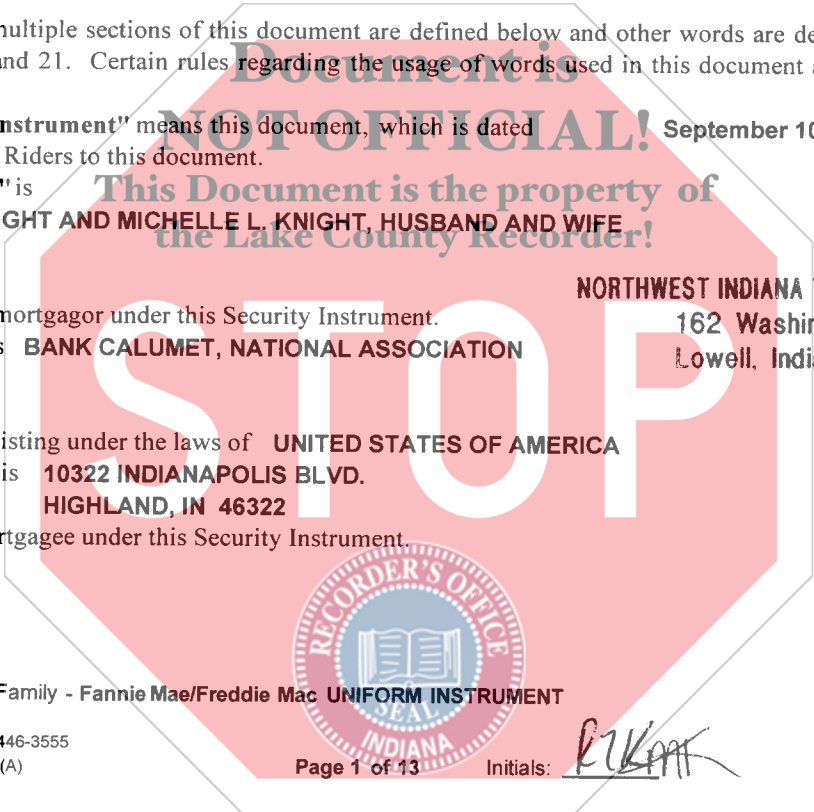 multiple sections of this document are defined below and other words are de
and 21. Certain rules regarding the usage of words used in this document a
Document is
NOT OFFICIAL!
This Document is the property of
the Lake County Recorder!
nstrument" means this document, which is dated September 10
Riders to this document.
" is
GHT AND MICHELLE L. KNIGHT, HUSBAND AND WIFE
NORTHWEST INDIANA T
162 Washin
Lowell, India
mortgagor under this Security Instrument.
s BANK CALUMET, NATIONAL ASSOCIATION
STOP
isting under the laws of UNITED STATES OF AMERICA
is 10322 INDIANAPOLIS BLVD.
HIGHLAND, IN 46322
rtgagee under this Security Instrument.
RECORDER'S OFFICE
SEAL
INDIANA
Family - Fannie Mae/Freddie Mac UNIFORM INSTRUMENT
446-3555
(A)
Page 1 of 13 Initials: